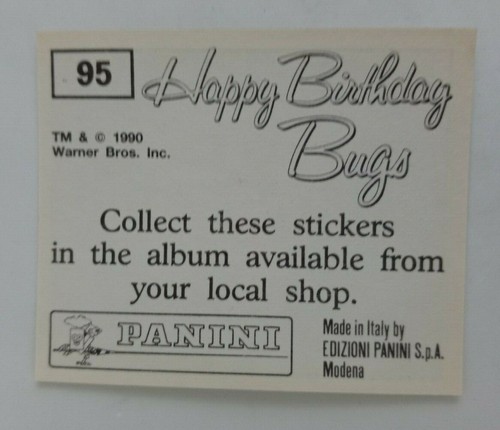 95
Happy Birthday
Bugs
TM & © 1990
Warner Bros. Inc.
Collect these stickers
in the album available from
your local shop.
PANINI
Made in Italy by
EDIZIONI PANINI S.p.A.
Modena